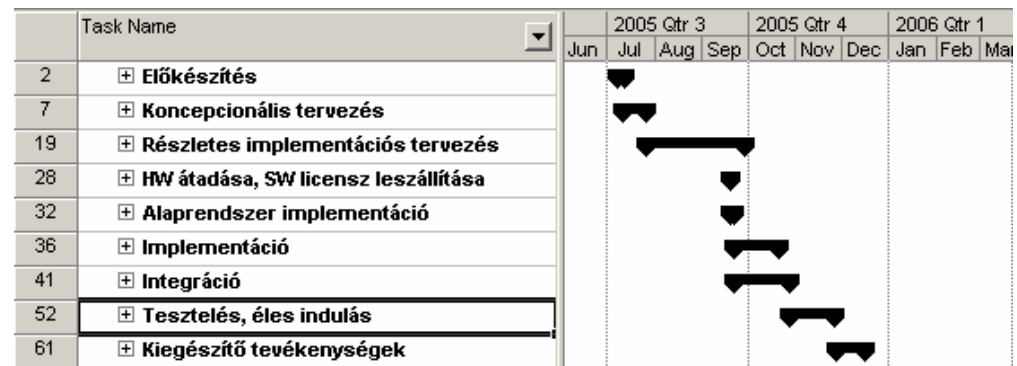 Task Name
2005 Qtr 3 2005 Qtr 4 2006 Qtr 1
Jun Jul Aug Sep Oct Nov Dec Jan Feb Mar
2 Előkészítés
7 Koncepcionális tervezés
19 Részletes implementációs tervezés
28 HW átadása, SW licensz leszállítása
32 Alaprendszer implementáció
36 Implementáció
41 Integráció
52 Tesztelés, éles indulás
61 Kiegészítő tevékenységek